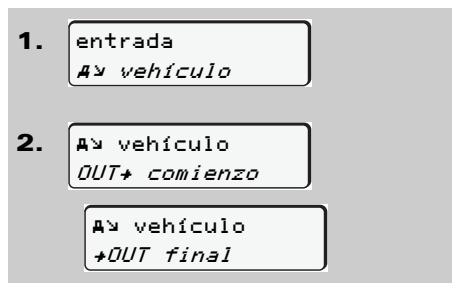 1. entrada
vehículo
2. vehículo
OUT→ comienzo
vehículo
→OUT final